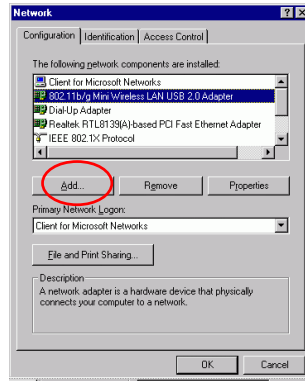 Network
Configuration Identification Access Control
The following network components are installed:
Client for Microsoft Networks
802.11b/g Mini Wireless LAN USB 2.0 Adapter
Dial-Up Adapter
Realtek RTL8139(A)-based PCI Fast Ethernet Adapter
IEEE 802.1X Protocol
Add... Remove Properties
Primary Network Logon:
Client for Microsoft Networks
File and Print Sharing...
Description
A network adapter is a hardware device that physically
connects your computer to a network.
OK Cancel